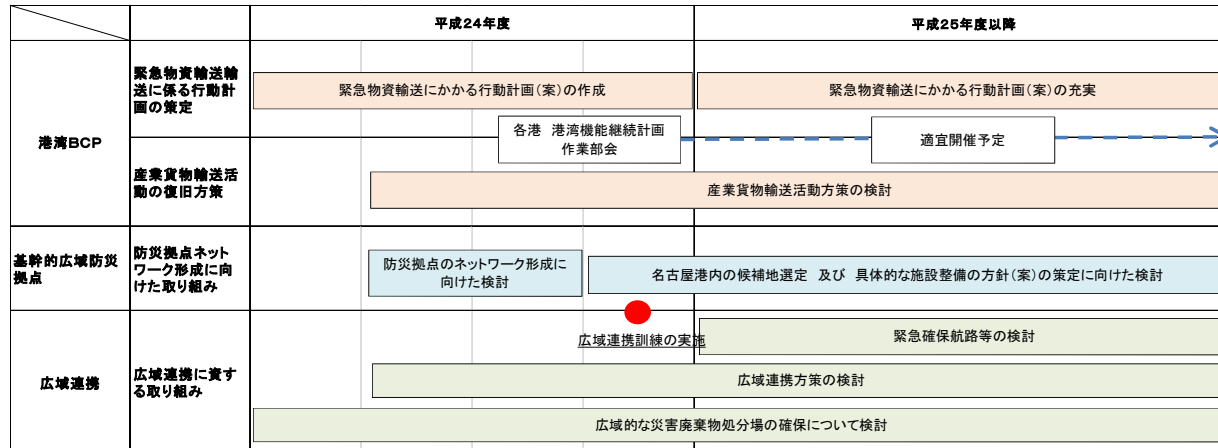 平成24年度
平成25年度以降
港湾BCP
緊急物資輸送輸
送に係る行動計
画の策定
緊急物資輸送にかかる行動計画(案)の作成
緊急物資輸送にかかる行動計画(案)の充実
各港 港湾機能継続計画
作業部会
適宜開催予定
産業貨物輸送活
動の復旧方策
産業貨物輸送活動方策の検討
基幹的広域防災
拠点
防災拠点ネット
ワーク形成に向
けた取り組み
防災拠点のネットワーク形成に
向けた検討
名古屋港内の候補地選定 及び 具体的な施設整備の方針(案)の策定に向けた検討
広域連携
広域連携に資す
る取り組み
広域連携訓練の実施
緊急確保航路等の検討
広域連携方策の検討
広域的な災害廃棄物処分場の確保について検討